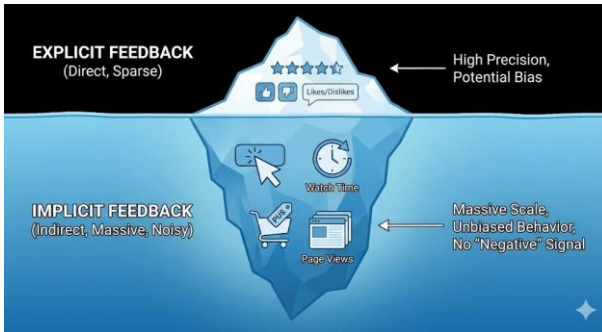 EXPLICIT FEEDBACK
(Direct, Sparse)
High Precision,
Potential Bias
Likes/Dislikes
Watch Time
IMPLICIT FEEDBACK
(Indirect, Massive, Noisy)
PUS
Massive Scale,
Unbiased Behavior,
No "Negative" Signal
Page Views